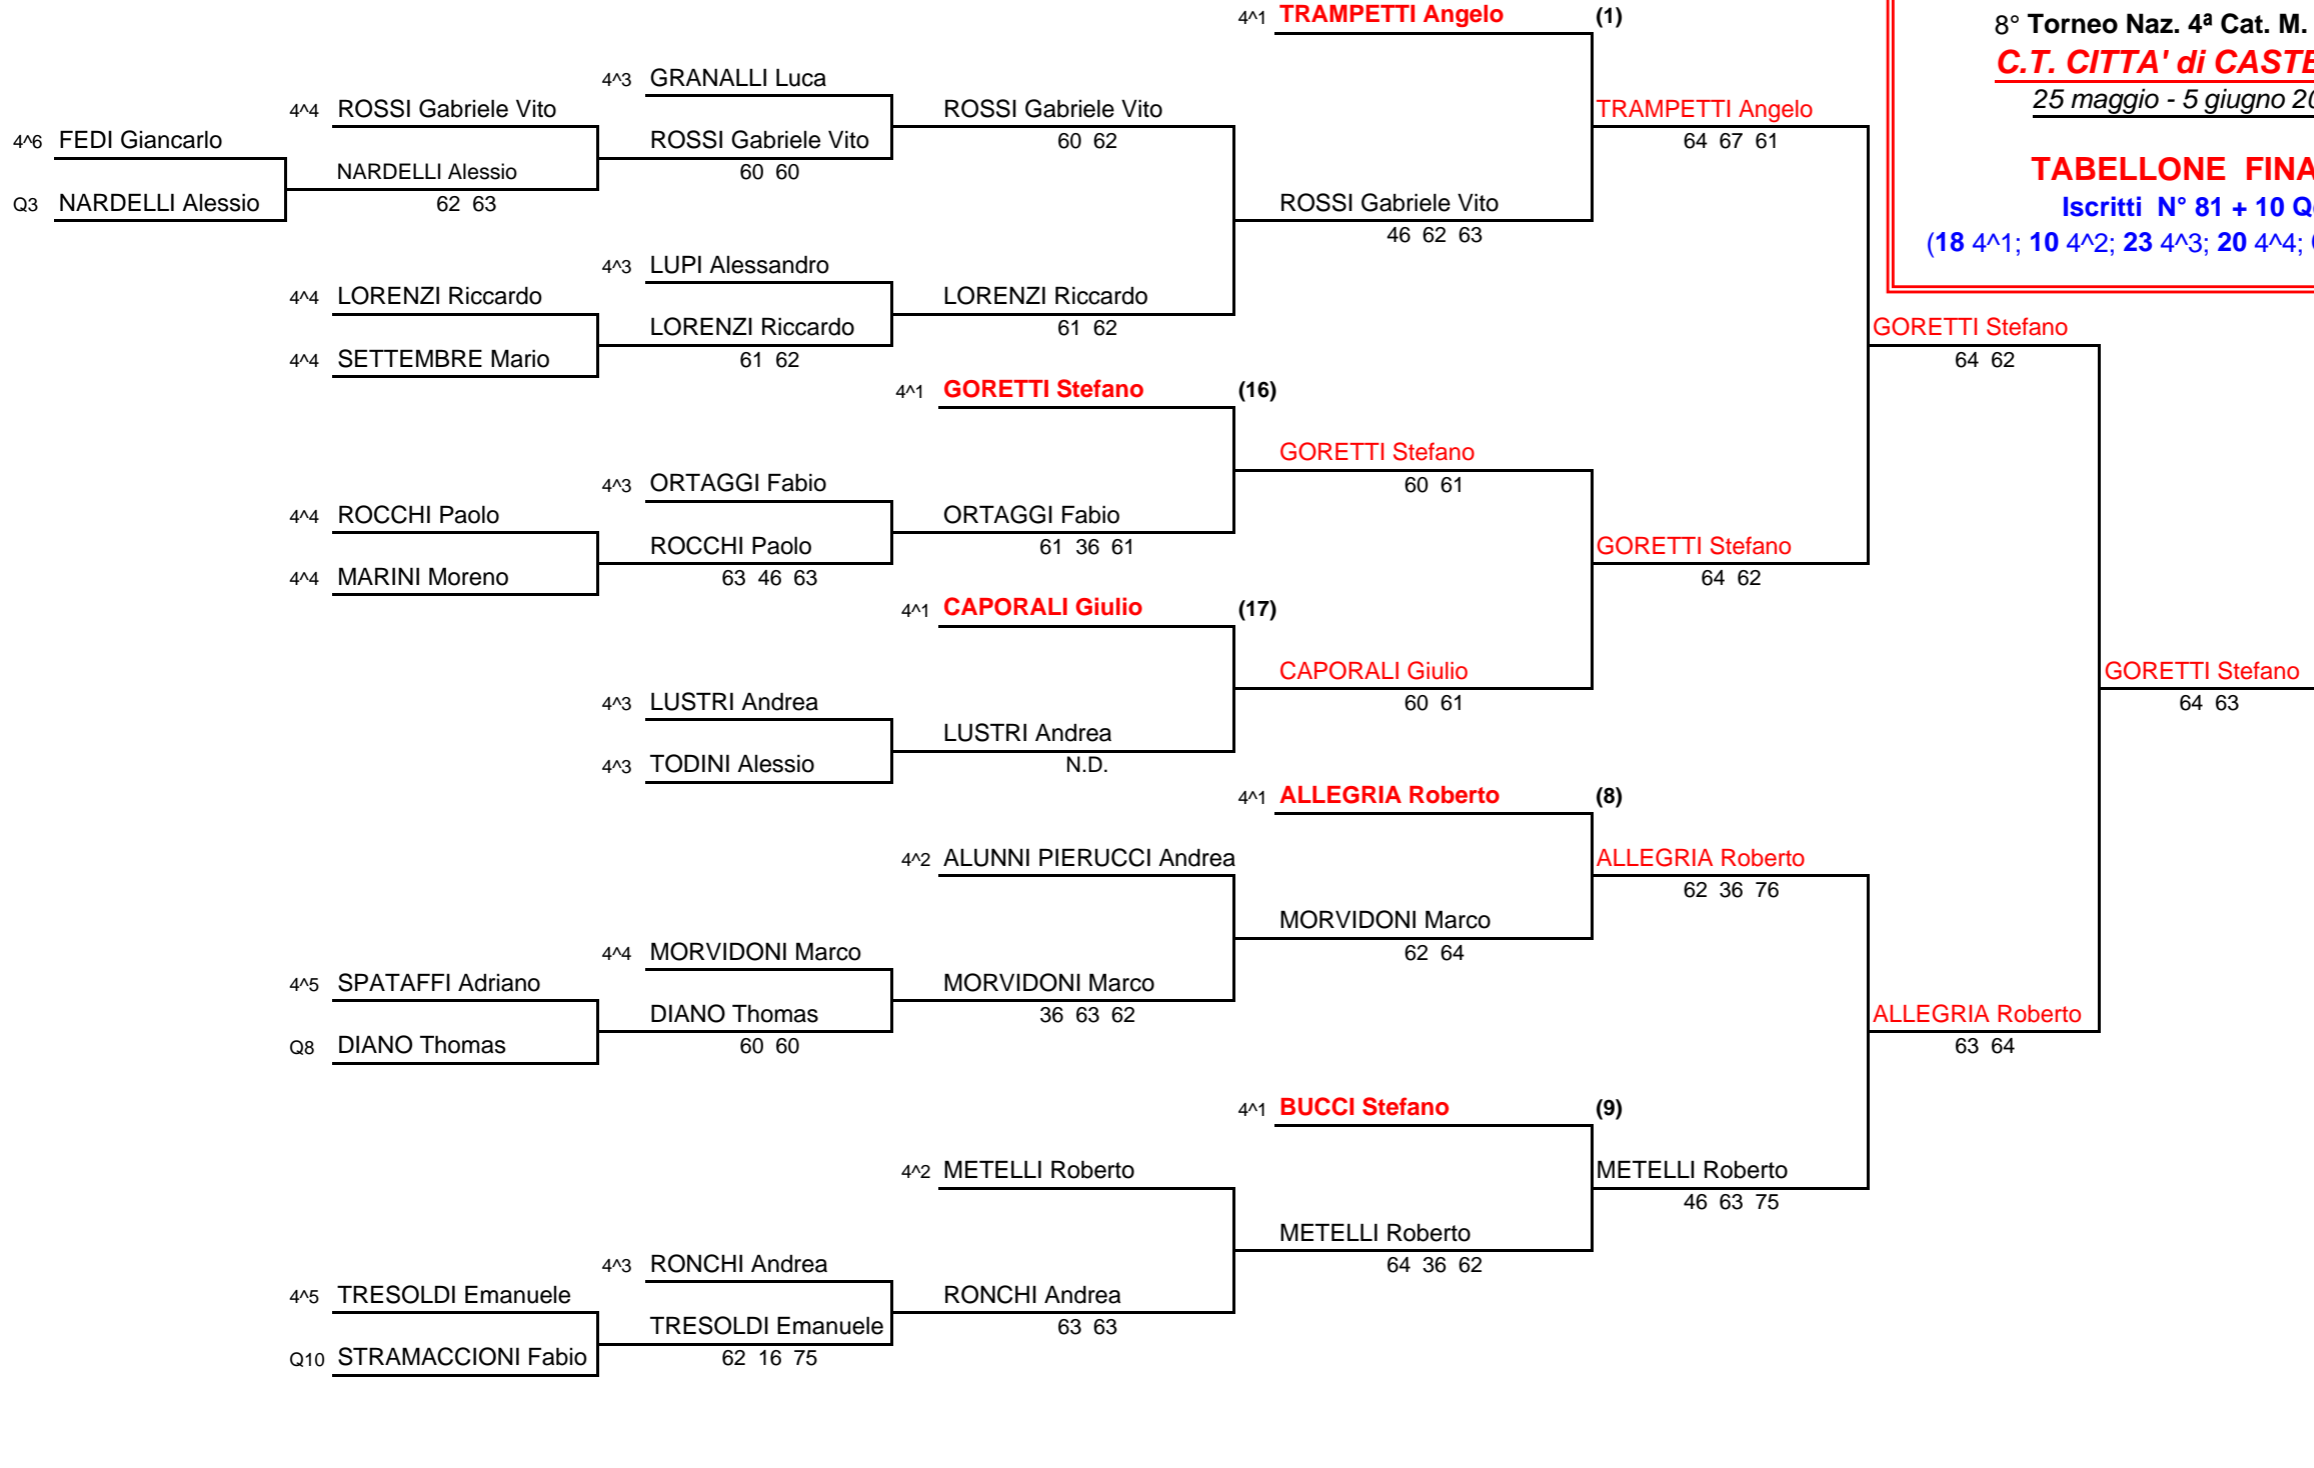 4^1 TRAMPETTI Angelo (1)
8° Torneo Naz. 4ª Cat. M.
C.T. CITTA' di
25 maggio - 5 giugno
TABELLONE
Iscritti N° 81 + 10
(18 4^1; 10 4^2; 23 4^3; 20 4^4;
4^3 GRANALLI Luca
4^4 ROSSI Gabriele Vito
ROSSI Gabriele Vito
60 62
TRAMPETTI Angelo
64 67 61
4^6 FEDI Giancarlo
ROSSI Gabriele Vito
60 60
NARDELLI Alessio
62 63
Q3 NARDELLI Alessio
ROSSI Gabriele Vito
46 62 63
4^3 LUPI Alessandro
4^4 LORENZI Riccardo
LORENZI Riccardo
61 62
LORENZI Riccardo
61 62
GORETTI Stefano
64 62
4^4 SETTEMBRE Mario
4^1 GORETTI Stefano (16)
GORETTI Stefano
60 61
4^3 ORTAGGI Fabio
4^4 ROCCHI Paolo
ORTAGGI Fabio
61 36 61
ROCCHI Paolo
63 46 63
GORETTI Stefano
64 62
4^4 MARINI Moreno
4^1 CAPORALI Giulio (17)
CAPORALI Giulio
60 61
GORETTI Stefano
64 63
4^3 LUSTRI Andrea
LUSTRI Andrea
N.D.
4^3 TODINI Alessio
4^1 ALLEGRIA Roberto (8)
4^2 ALUNNI PIERUCCI Andrea
ALLEGRIA Roberto
62 36 76
MORVIDONI Marco
62 64
4^4 MORVIDONI Marco
4^5 SPATAFFI Adriano
MORVIDONI Marco
36 63 62
DIANO Thomas
60 60
ALLEGRIA Roberto
63 64
Q8 DIANO Thomas
4^1 BUCCI Stefano (9)
4^2 METELLI Roberto
METELLI Roberto
46 63 75
METELLI Roberto
64 36 62
4^3 RONCHI Andrea
4^5 TRESOLDI Emanuele
RONCHI Andrea
63 63
TRESOLDI Emanuele
62 16 75
Q10 STRAMACCIONI Fabio